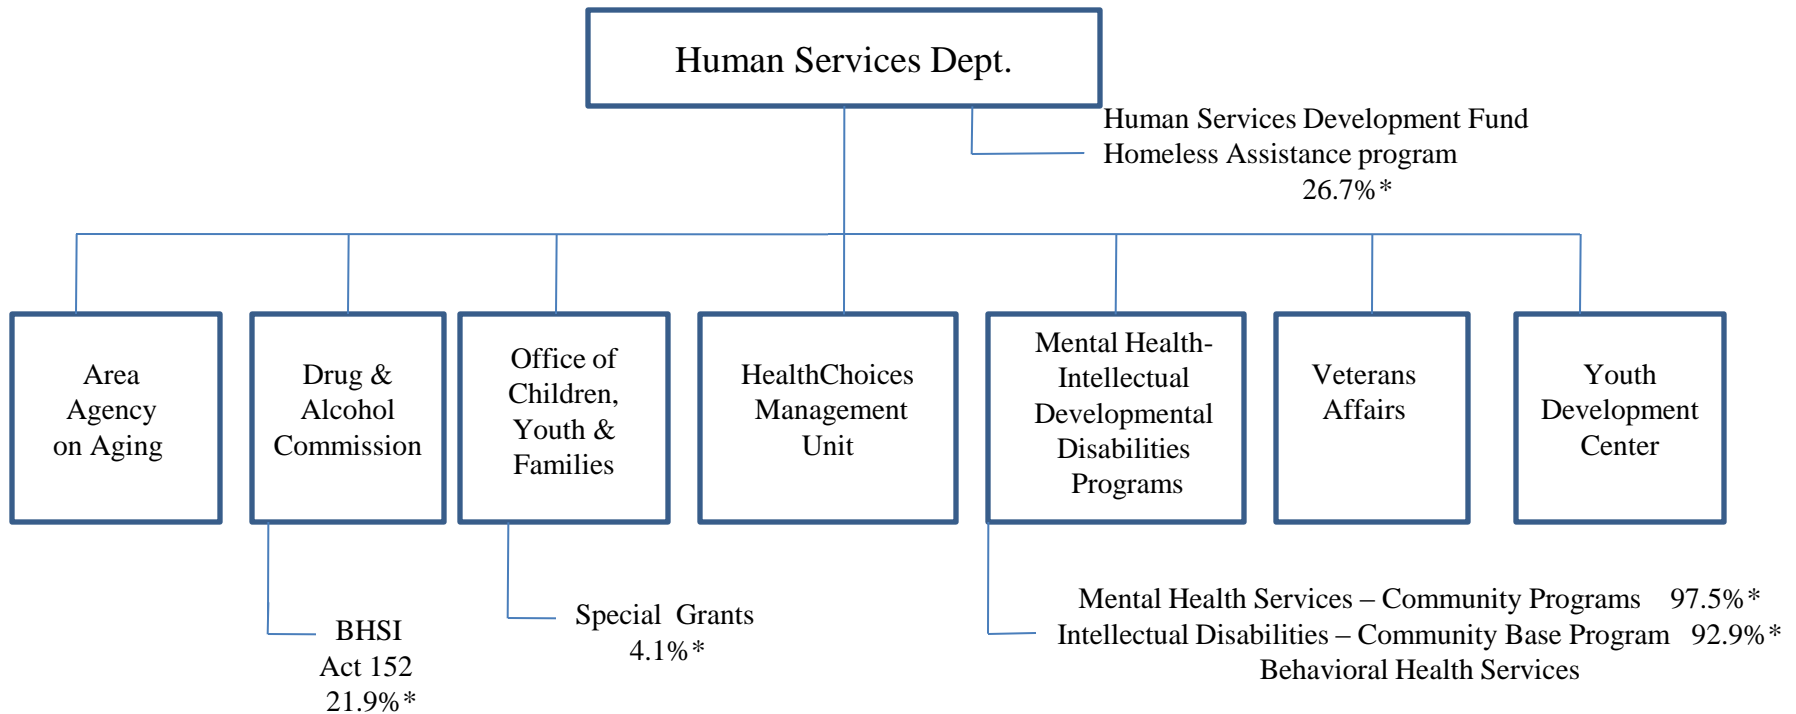 Human Services Dept.
Human Services Development Fund
Homeless Assistance program
26.7%*
Area
Agency
on Aging
Drug &
Alcohol
Commission
Office of
Children,
Youth &
Families
HealthChoices
Management
Unit
Mental Health-
Intellectual
Developmental
Disabilities
Programs
Veterans
Affairs
Youth
Development
Center
BHSI
Act 152
21.9%*
Special Grants
4.1%*
Mental Health Services – Community Programs 97.5%*
Intellectual Disabilities – Community Base Program 92.9%*
Behavioral Health Services